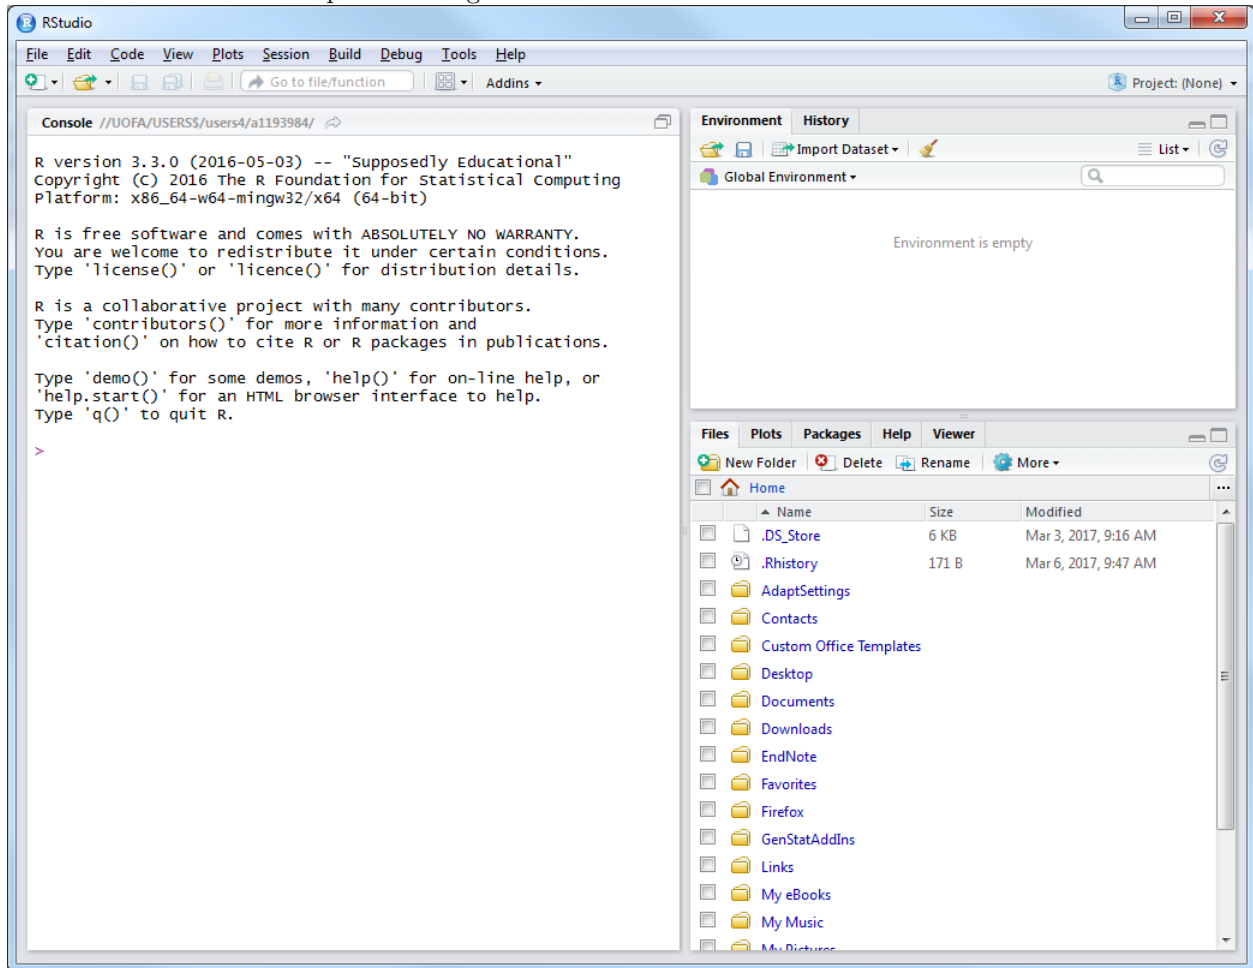 RStudio
File Edit Code View Plots Session Build Debug Tools Help
Go to file/function Addins Project: (None)
Console //UOFA/USERS$/users4/a1193984/
R version 3.3.0 (2016-05-03) -- "Supposedly Educational"
Copyright (C) 2016 The R Foundation for Statistical Computing
Platform: x86_64-w64-mingw32/x64 (64-bit)
R is free software and comes with ABSOLUTELY NO WARRANTY.
You are welcome to redistribute it under certain conditions.
Type 'license()' or 'licence()' for distribution details.
R is a collaborative project with many contributors.
Type 'contributors()' for more information and
'citation()' on how to cite R or R packages in publications.
Type 'demo()' for some demos, 'help()' for on-line help, or
'help.start()' for an HTML browser interface to help.
Type 'q()' to quit R.
>
Environment History
Import Dataset List
Global Environment
Environment is empty
Files Plots Packages Help Viewer
New Folder Delete Rename More
Home ...
Name Size Modified
.DS_Store 6 KB Mar 3, 2017, 9:16 AM
.Rhistory 171 B Mar 6, 2017, 9:47 AM
AdaptSettings
Contacts
Custom Office Templates
Desktop
Documents
Downloads
EndNote
Favorites
Firefox
GenStatAddIns
Links
My eBooks
My Music
My Pictures